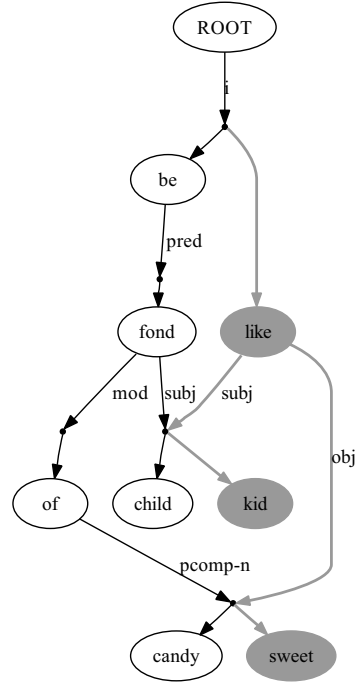 ROOT
i
be
pred
fond like
mod subj subj
obj
of child kid
pcomp-n
candy sweet